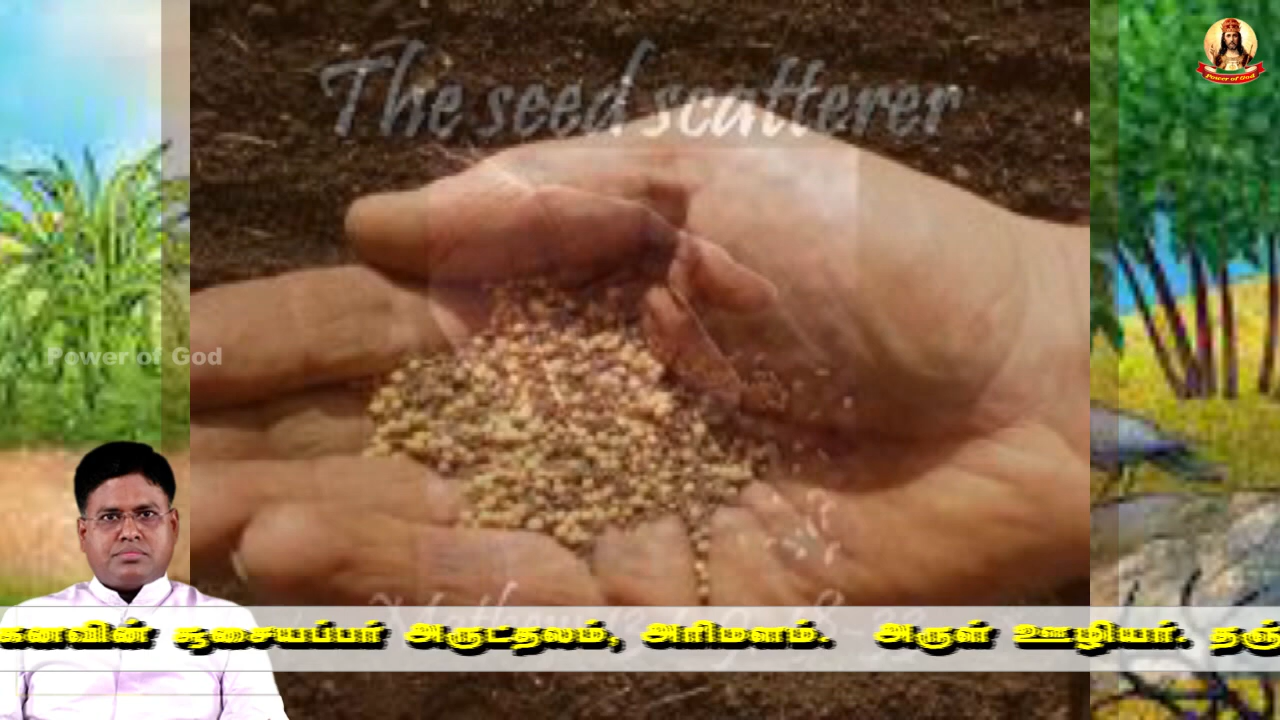 The seed scatterer
Power of God
Power of God
கனவின் சூசையப்பர் அருட்தலம், அரிமளம். அருள் ஊழியர். தஞ்